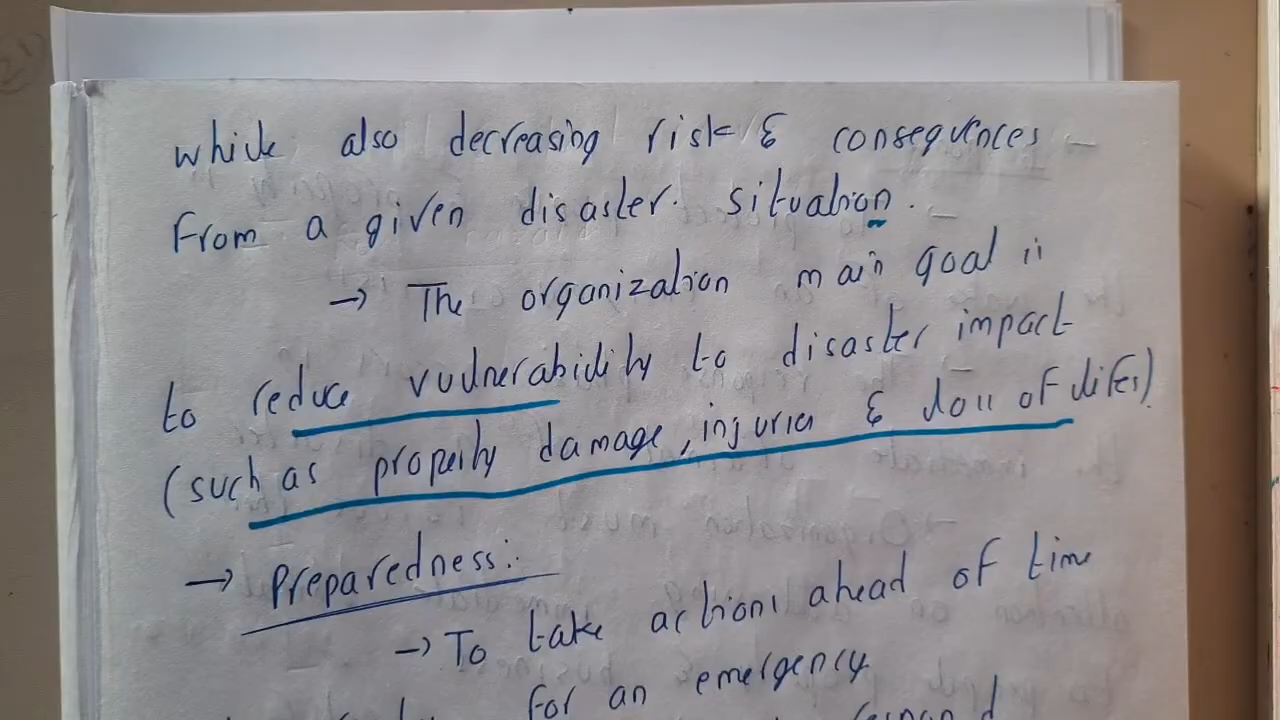 while also decreasing risk & consequences
from a given disaster. situation.
→ The organization main goal is
to reduce vulnerability to disaster impact
(such as property damage, injuries & loss of lifes)
→ Preparedness:
→ To take actions ahead of time
for an emergency